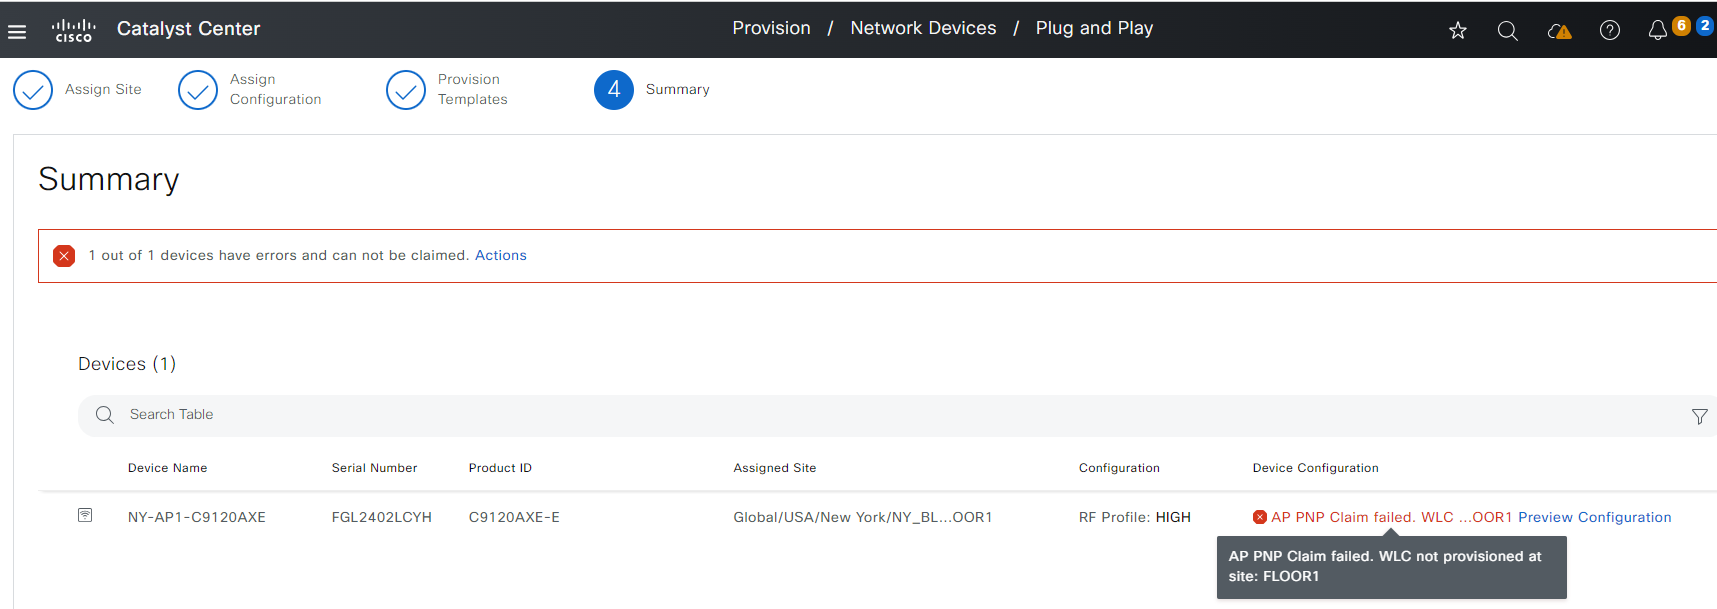 cisco Catalyst Center
Provision / Network Devices / Plug and Play
6 2
Assign Site
Assign
Configuration
Provision
Templates
4 Summary
Summary
1 out of 1 devices have errors and can not be claimed. Actions
Devices (1)
Search Table
Device Name Serial Number Product ID Assigned Site Configuration Device Configuration
NY-AP1-C9120AXE FGL2402LCYH C9120AXE-E Global/USA/New York/NY_BL...OOR1 RF Profile: HIGH AP PNP Claim failed. WLC ...OOR1 Preview Configuration
AP PNP Claim failed. WLC not provisioned at
site: FLOOR1